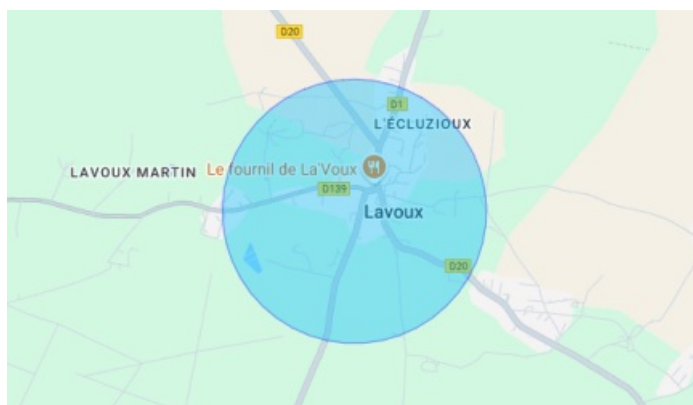 D20
D1
L'ÉCLUZIOUX
LAVOUX MARTIN
Le fournil de La'Voux
D139
Lavoux
D20